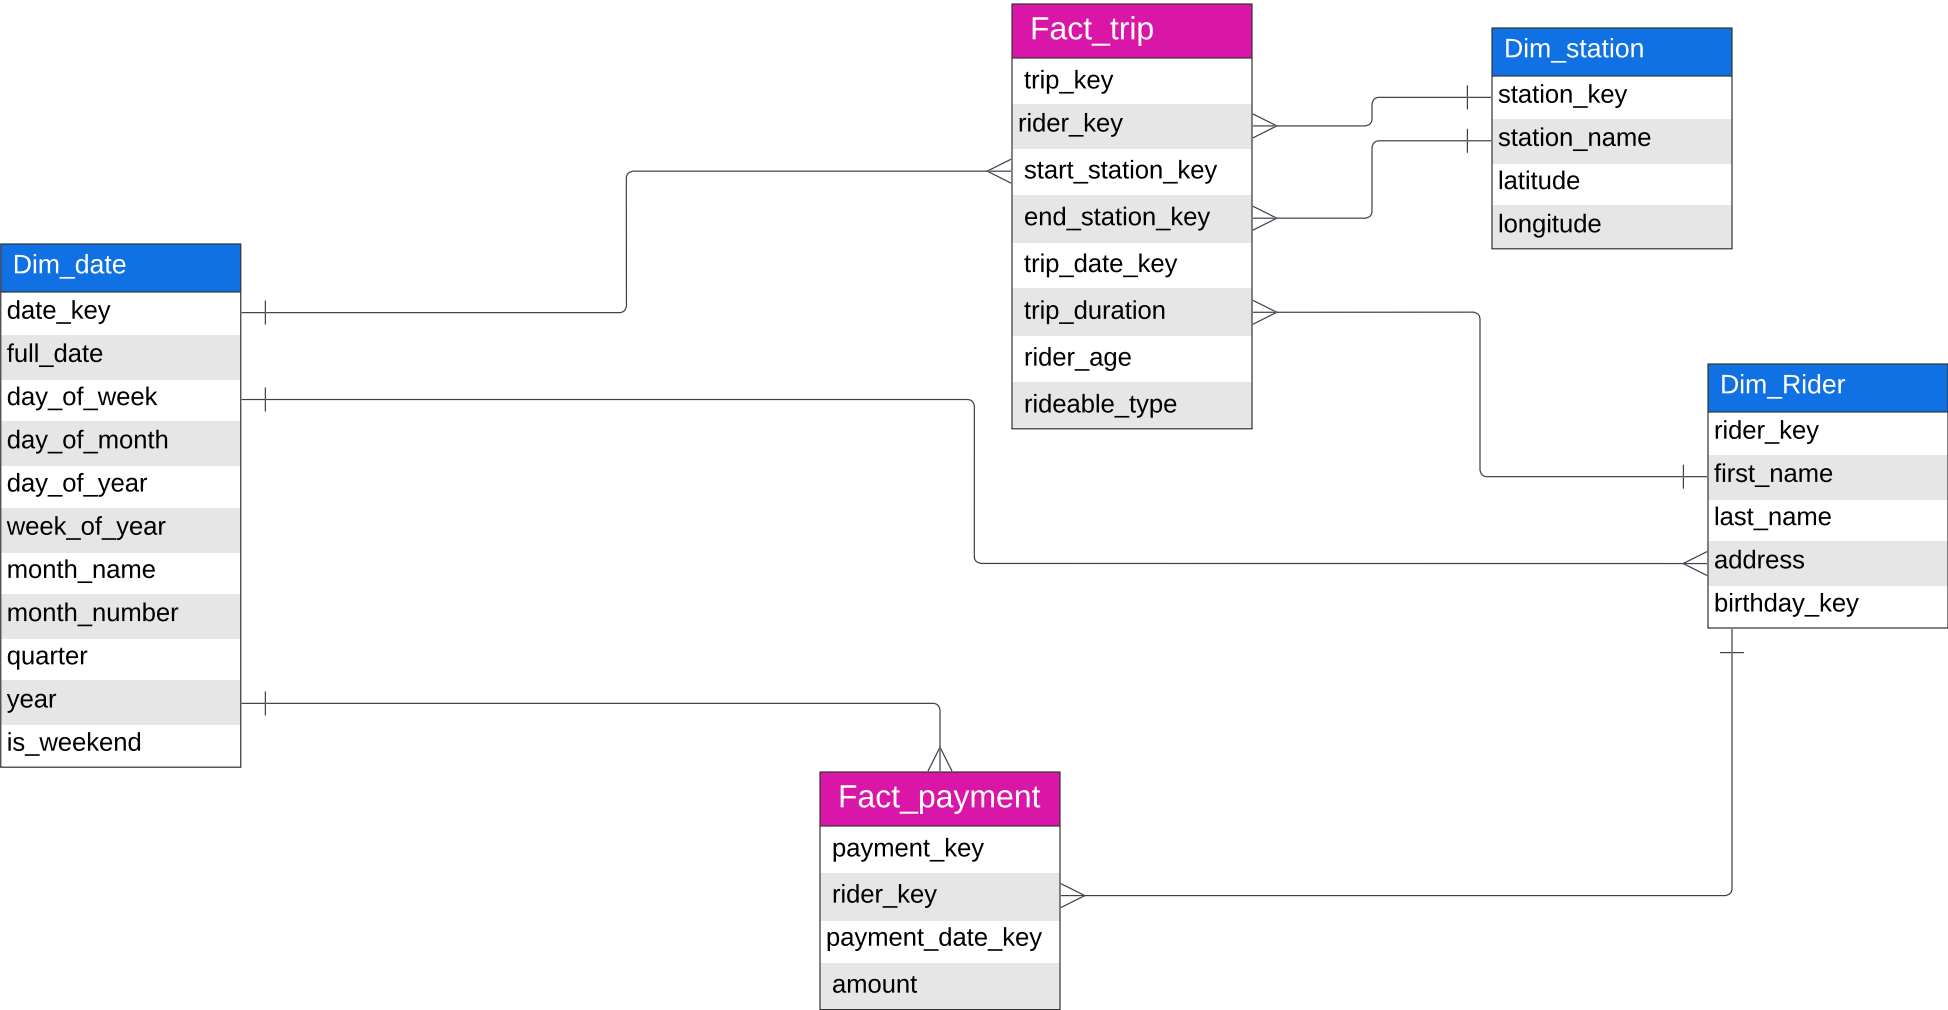 Fact_trip
trip_key
rider_key
start_station_key
end_station_key
trip_date_key
trip_duration
rider_age
rideable_type
Dim_station
station_key
station_name
latitude
longitude
Dim_date
date_key
full_date
day_of_week
day_of_month
day_of_year
week_of_year
month_name
month_number
quarter
year
is_weekend
Dim_Rider
rider_key
first_name
last_name
address
birthday_key
Fact_payment
payment_key
rider_key
payment_date_key
amount